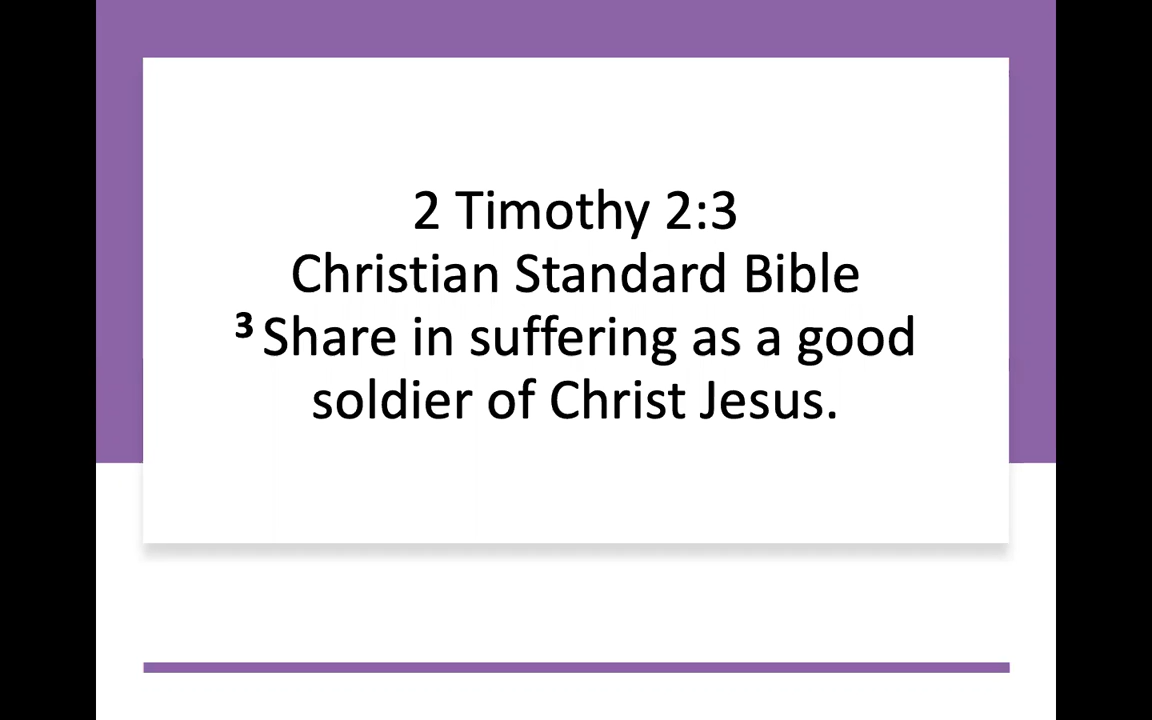 2 Timothy 2:3
Christian Standard Bible
³ Share in suffering as a good
soldier of Christ Jesus.